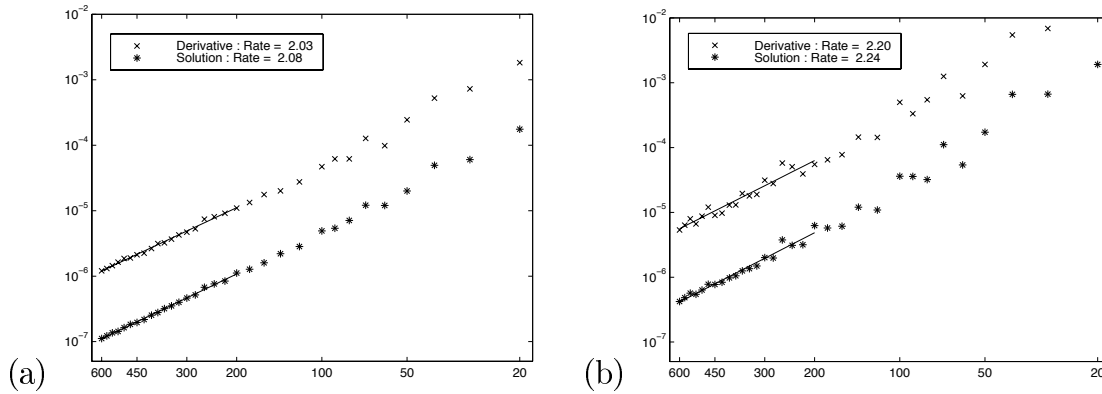 10^-2
× Derivative : Rate = 2.03
✱ Solution : Rate = 2.08
10^-3
10^-4
10^-5
10^-6
10^-7
600 400 300 200 100 50 20
(a)
10^-2
× Derivative : Rate = 2.20
✱ Solution : Rate = 2.24
10^-3
10^-4
10^-5
10^-6
10^-7
600 400 300 200 100 50 20
(b)